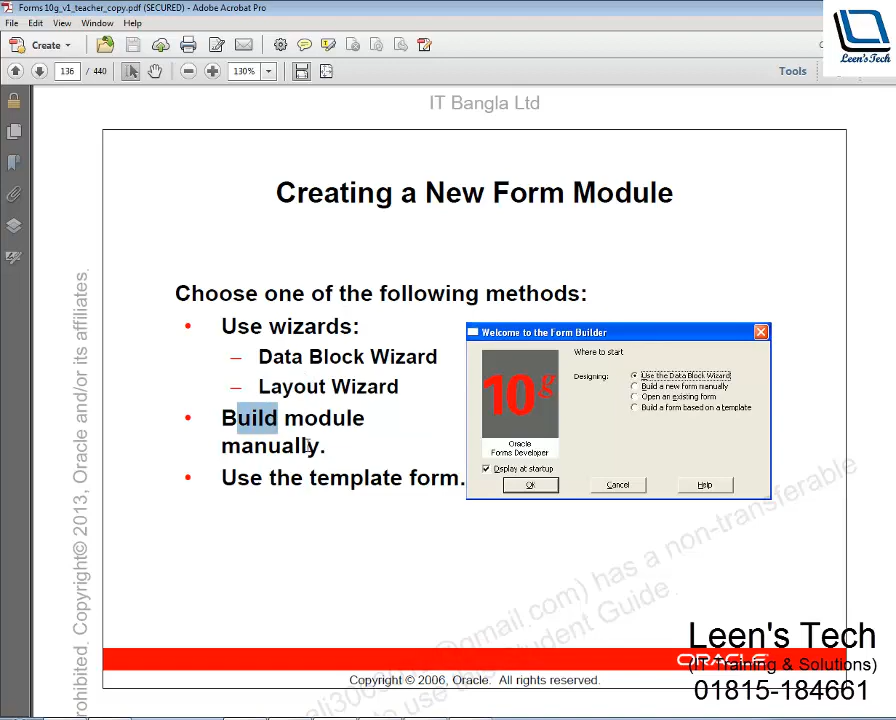 Forms 10g_v1_teacher_copy.pdf (SECURED) - Adobe Acrobat Pro
File Edit View Window Help
Create
136 / 440 130% Tools
Leen'sTech
IT Bangla Ltd
Creating a New Form Module
Choose one of the following methods:
• Use wizards:
– Data Block Wizard
– Layout Wizard
• Build module
manually.
• Use the template form.
Welcome to the Form Builder
10g
Oracle
Forms Developer
Where to start
Designing:
Use the Data Block Wizard
Build a new form manually
Open an existing form
Build a form based on a template
Display at startup
OK Cancel Help
rohibited. Copyright© 2013, Oracle and/or its affiliates.
@gmail.com) has a non-transferable
to use Student Guide.
ORACLE
Copyright © 2006, Oracle. All rights reserved.
Leen's Tech
(IT Training & Solutions)
01815-184661